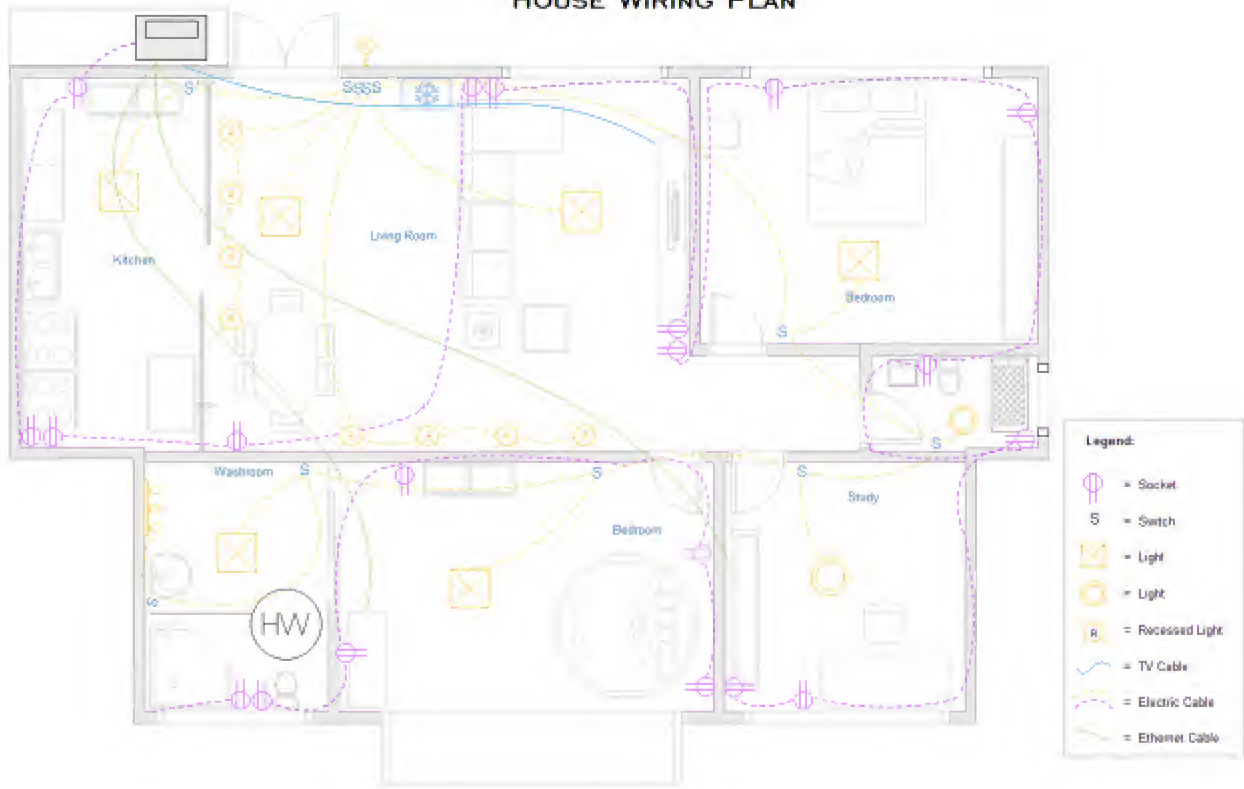 HOUSE WIRING PLAN
S
SSSS
Living Room
Kitchen
Bedroom
S
S
Washroom
S
S
S
Study
Bedroom
S
HW
Legend:
= Socket
S = Switch
= Light
= Light
R = Recessed Light
= TV Cable
= Electric Cable
= Ethernet Cable